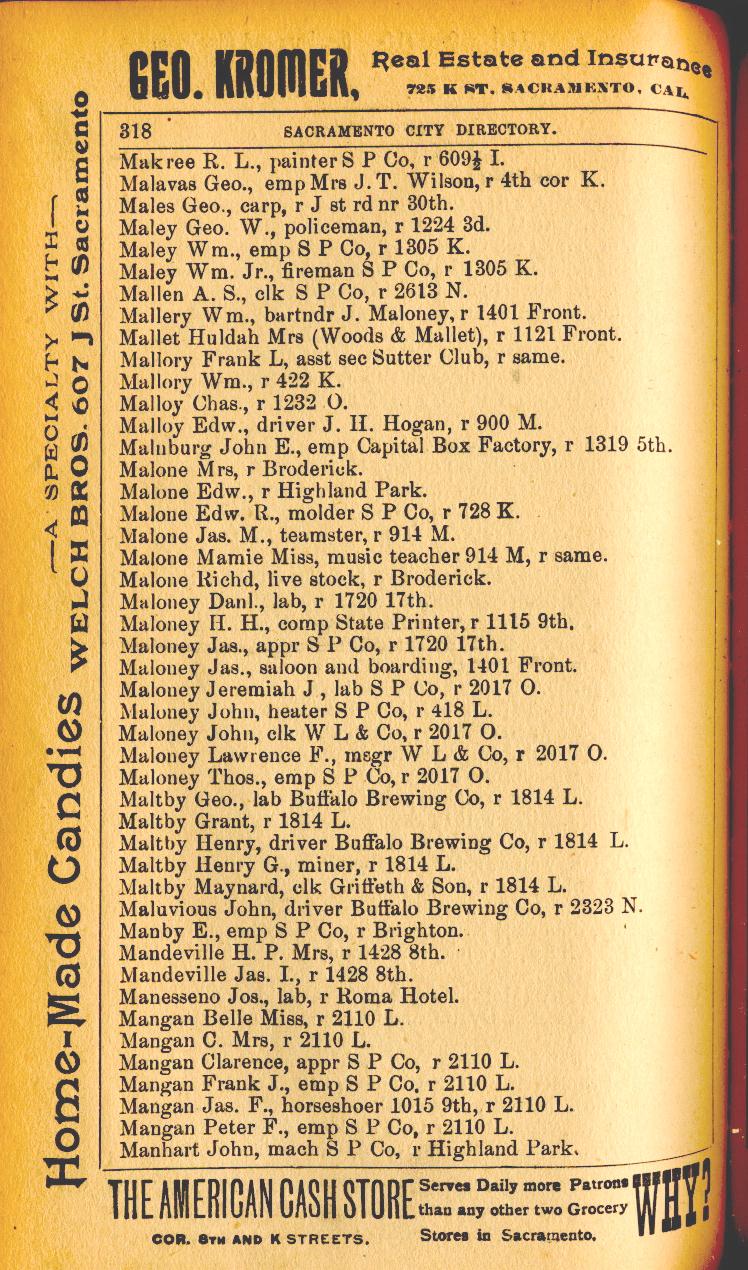 GEO. KROMER, Real Estate and Insurance
725 K ST. SACRAMENTO, CAL.
318 SACRAMENTO CITY DIRECTORY.
Makree R. L., painter S P Co, r 609½ I.
Malavas Geo., emp Mrs J. T. Wilson, r 4th cor K.
Males Geo., carp, r J st rd nr 30th.
Maley Geo. W., policeman, r 1224 3d.
Maley Wm., emp S P Co, r 1305 K.
Maley Wm. Jr., fireman S P Co, r 1305 K.
Mallen A. S., clk S P Co, r 2613 N.
Mallery Wm., bartndr J. Maloney, r 1401 Front.
Mallet Huldah Mrs (Woods & Mallet), r 1121 Front.
Mallory Frank L, asst sec Sutter Club, r same.
Mallory Wm., r 422 K.
Malloy Chas., r 1232 O.
Malloy Edw., driver J. H. Hogan, r 900 M.
Malnburg John E., emp Capital Box Factory, r 1319 5th.
Malone Mrs, r Broderick.
Malone Edw., r Highland Park.
Malone Edw. R., molder S P Co, r 728 K.
Malone Jas. M., teamster, r 914 M.
Malone Mamie Miss, music teacher 914 M, r same.
Malone Richd, live stock, r Broderick.
Maloney Danl., lab, r 1720 17th.
Maloney H. H., comp State Printer, r 1115 9th.
Maloney Jas., appr S P Co, r 1720 17th.
Maloney Jas., saloon and boarding, 1401 Front.
Maloney Jeremiah J , lab S P Co, r 2017 O.
Maloney John, heater S P Co, r 418 L.
Maloney John, clk W L & Co, r 2017 O.
Maloney Lawrence F., msgr W L & Co, r 2017 O.
Maloney Thos., emp S P Co, r 2017 O.
Maltby Geo., lab Buffalo Brewing Co, r 1814 L.
Maltby Grant, r 1814 L.
Maltby Henry, driver Buffalo Brewing Co, r 1814 L.
Maltby Henry G., miner, r 1814 L.
Maltby Maynard, clk Griffeth & Son, r 1814 L.
Maluvious John, driver Buffalo Brewing Co, r 2323 N.
Manby E., emp S P Co, r Brighton.
Mandeville H. P. Mrs, r 1428 8th.
Mandeville Jas. I., r 1428 8th.
Manesseno Jos., lab, r Roma Hotel.
Mangan Belle Miss, r 2110 L.
Mangan C. Mrs, r 2110 L.
Mangan Clarence, appr S P Co, r 2110 L.
Mangan Frank J., emp S P Co, r 2110 L.
Mangan Jas. F., horseshoer 1015 9th, r 2110 L.
Mangan Peter F., emp S P Co, r 2110 L.
Manhart John, mach S P Co, r Highland Park.
Home-Made Candies —A SPECIALTY WITH—
WELCH BROS. 607 J St. Sacramento
THE AMERICAN CASH STORE
COR. 8TH AND K STREETS.
Serves Daily more Patrons
than any other two Grocery
Stores in Sacramento.
WHY?